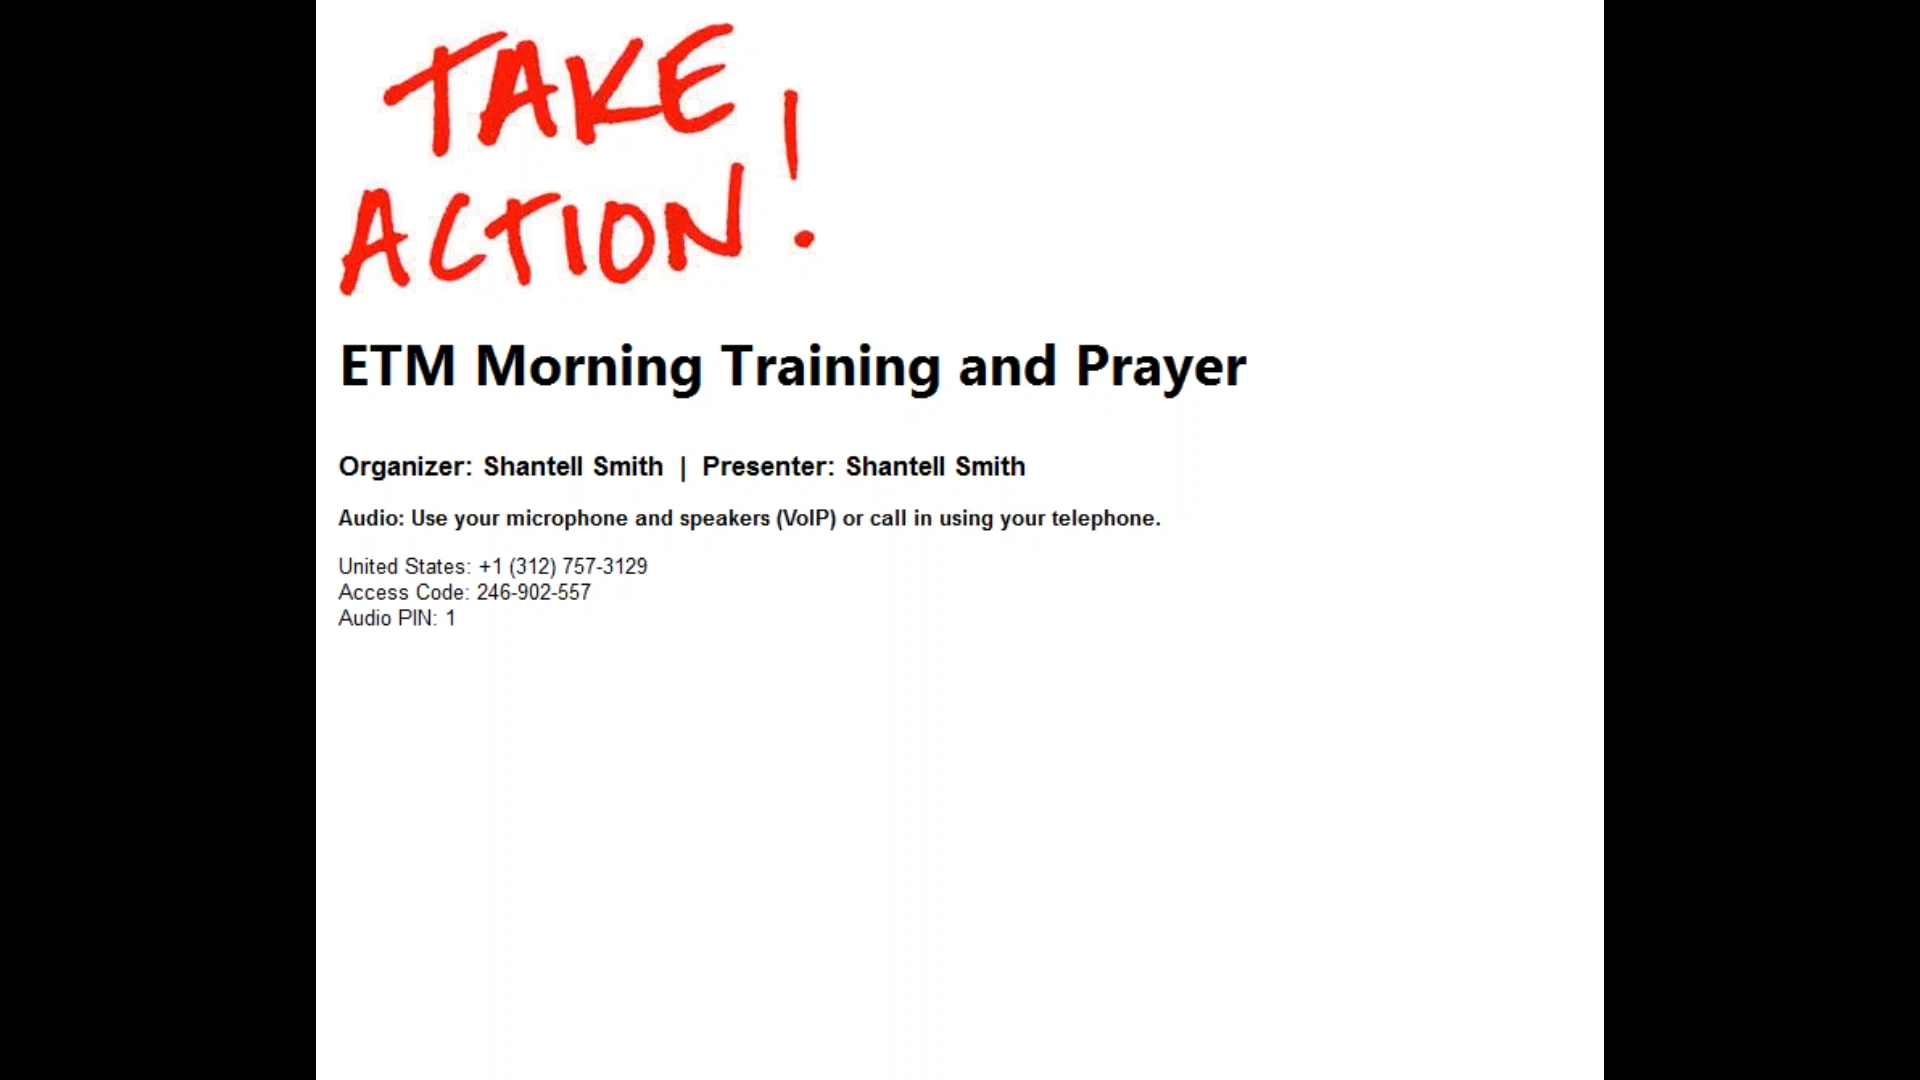 TAKE
ACTION!
ETM Morning Training and Prayer
Organizer: Shantell Smith | Presenter: Shantell Smith
Audio: Use your microphone and speakers (VoIP) or call in using your telephone.
United States: +1 (312) 757-3129
Access Code: 246-902-557
Audio PIN: 1